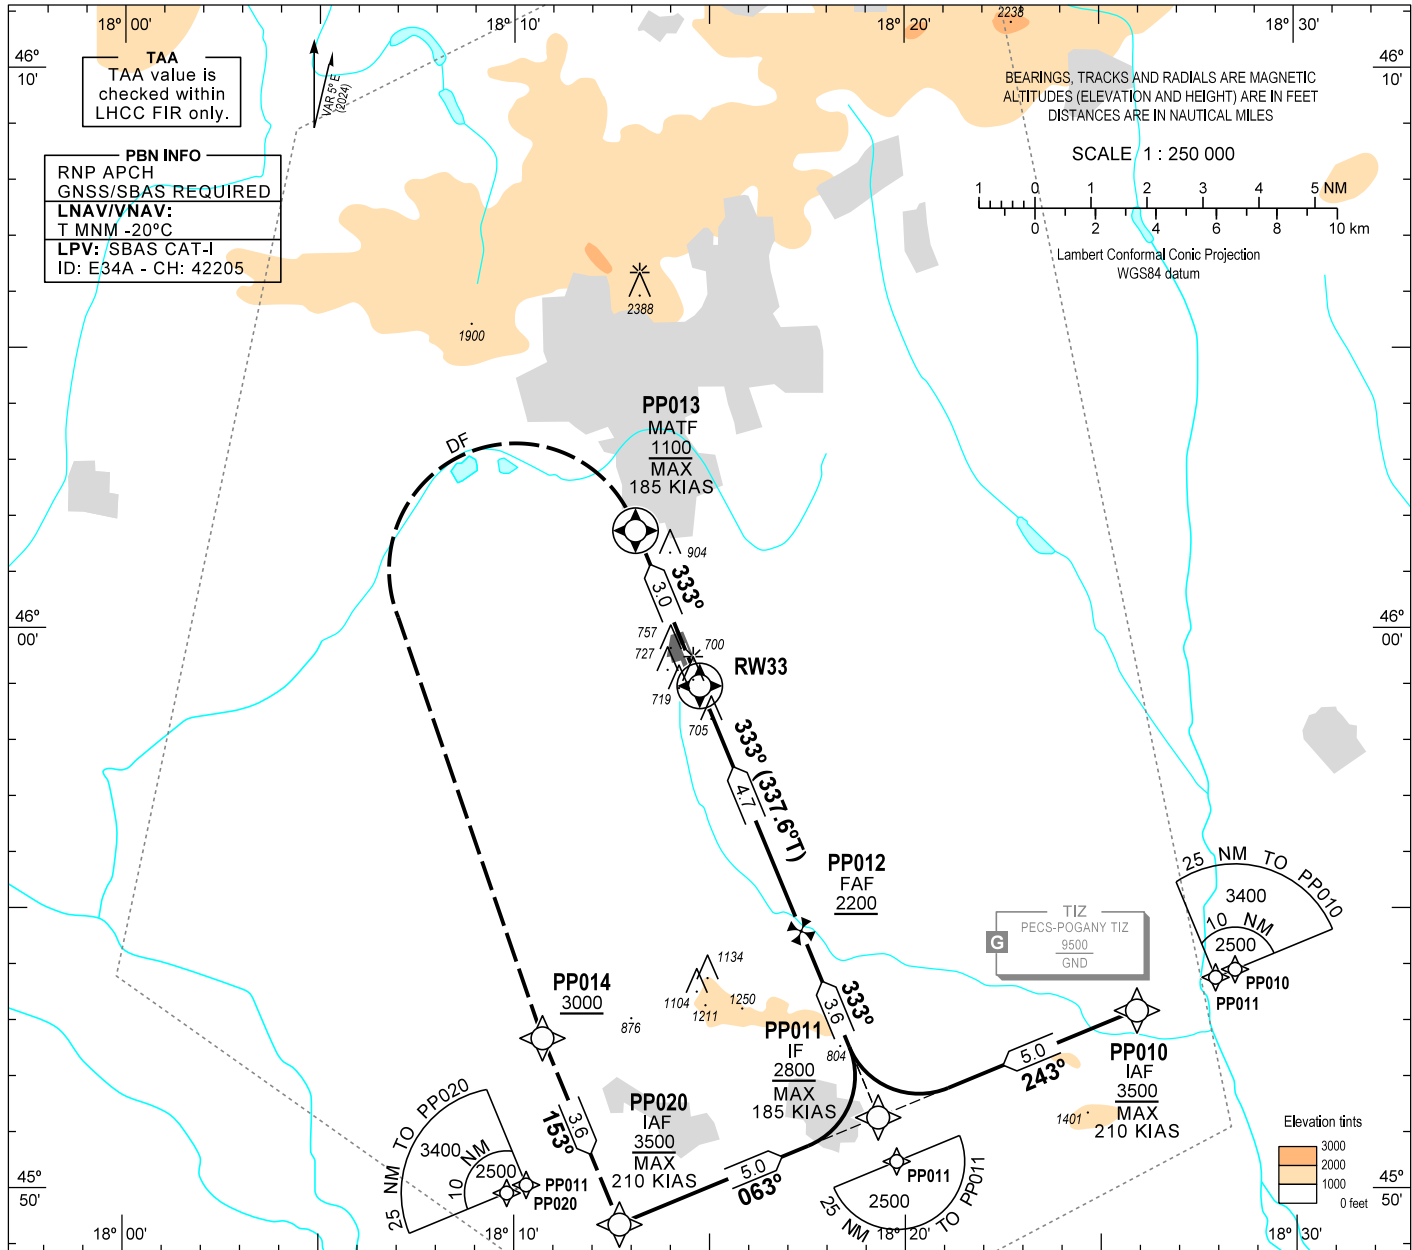 18º 00'
18º 10'
18º 20'
18º 30'
46º
10'
46º
10'
2238
TAA
TAA value is
checked within
LHCC FIR only.
VAR 5º E
(2024)
BEARINGS, TRACKS AND RADIALS ARE MAGNETIC
ALTITUDES (ELEVATION AND HEIGHT) ARE IN FEET
DISTANCES ARE IN NAUTICAL MILES
SCALE 1 : 250 000
1 0 1 2 3 4 5 NM
0 2 4 6 8 10 km
Lambert Conformal Conic Projection
WGS84 datum
PBN INFO
RNP APCH
GNSS/SBAS REQUIRED
LNAV/VNAV:
T MNM -20ºC
LPV: SBAS CAT-I
ID: E34A - CH: 42205
2388
1900
PP013
MATF
1100
MAX
185 KIAS
DF
904
333º
3.0
46º
00'
46º
00'
757
727
700
719
705
RW33
333º (337.6ºT)
4.7
PP012
FAF
2200
TIZ
PECS-POGANY TIZ
9500
GND
G
25 NM TO PP010
3400
10 NM
2500
PP010
PP011
PP014
3000
1134
1104
1211
1250
876
333º
3.6
PP011
IF
2800
MAX
185 KIAS
804
5.0
243º
PP010
IAF
3500
MAX
210 KIAS
1401
PP020
IAF
3500
MAX
210 KIAS
3.6
153º
25 NM TO PP020
3400
10 NM
2500
PP011
PP020
5.0
063º
PP011
2500
25 NM TO PP011
Elevation tints
3000
2000
1000
0 feet
45º
50'
45º
50'
18º 00'
18º 10'
18º 20'
18º 30'